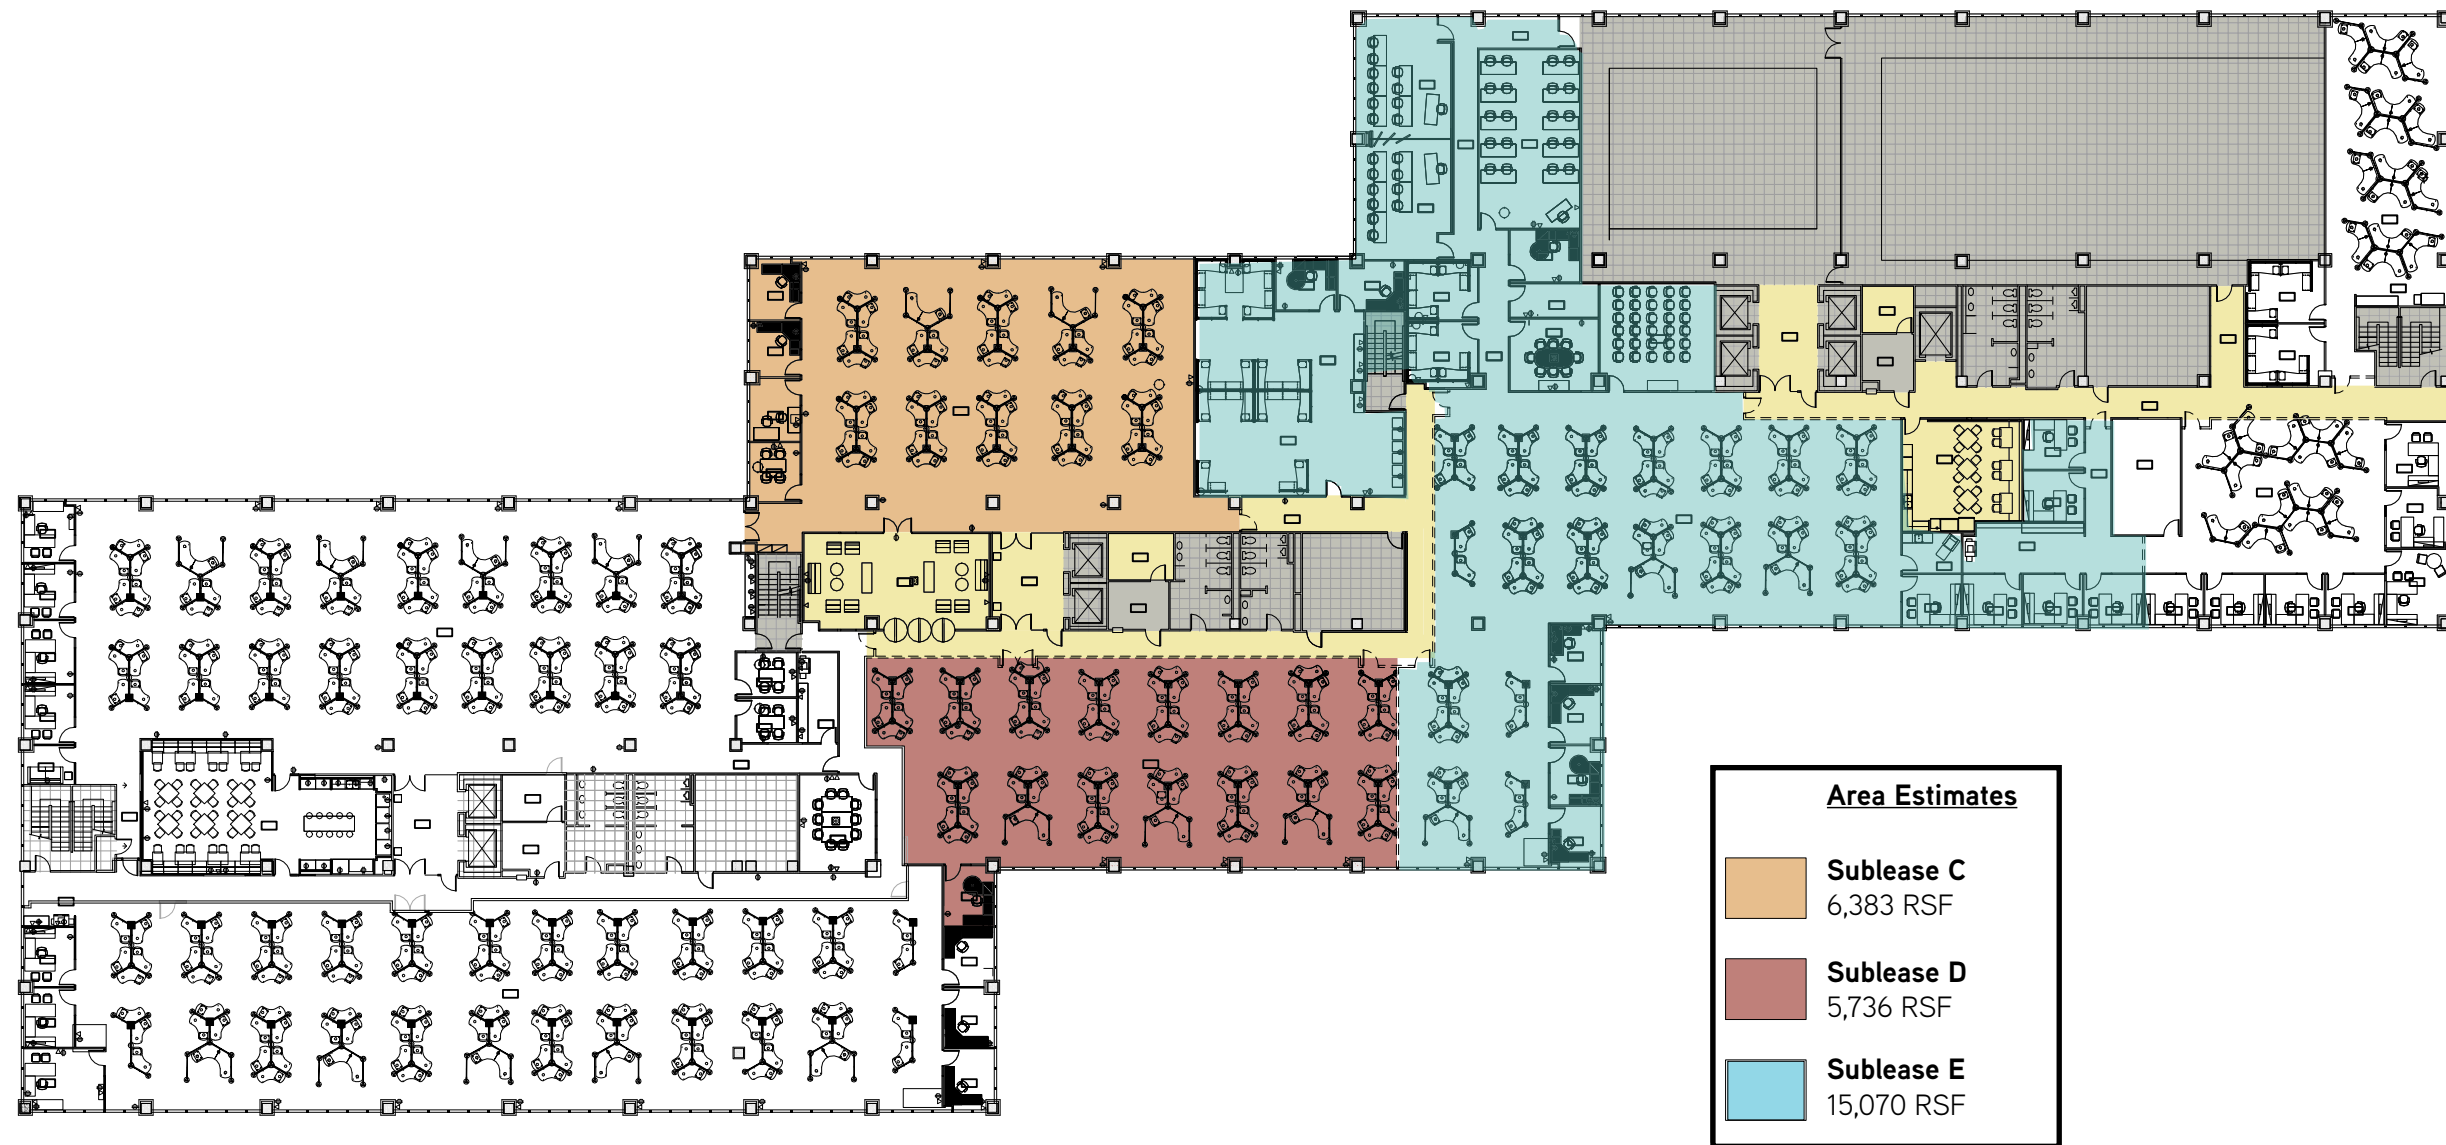 Area Estimates
Sublease C
6,383 RSF
Sublease D
5,736 RSF
Sublease E
15,070 RSF